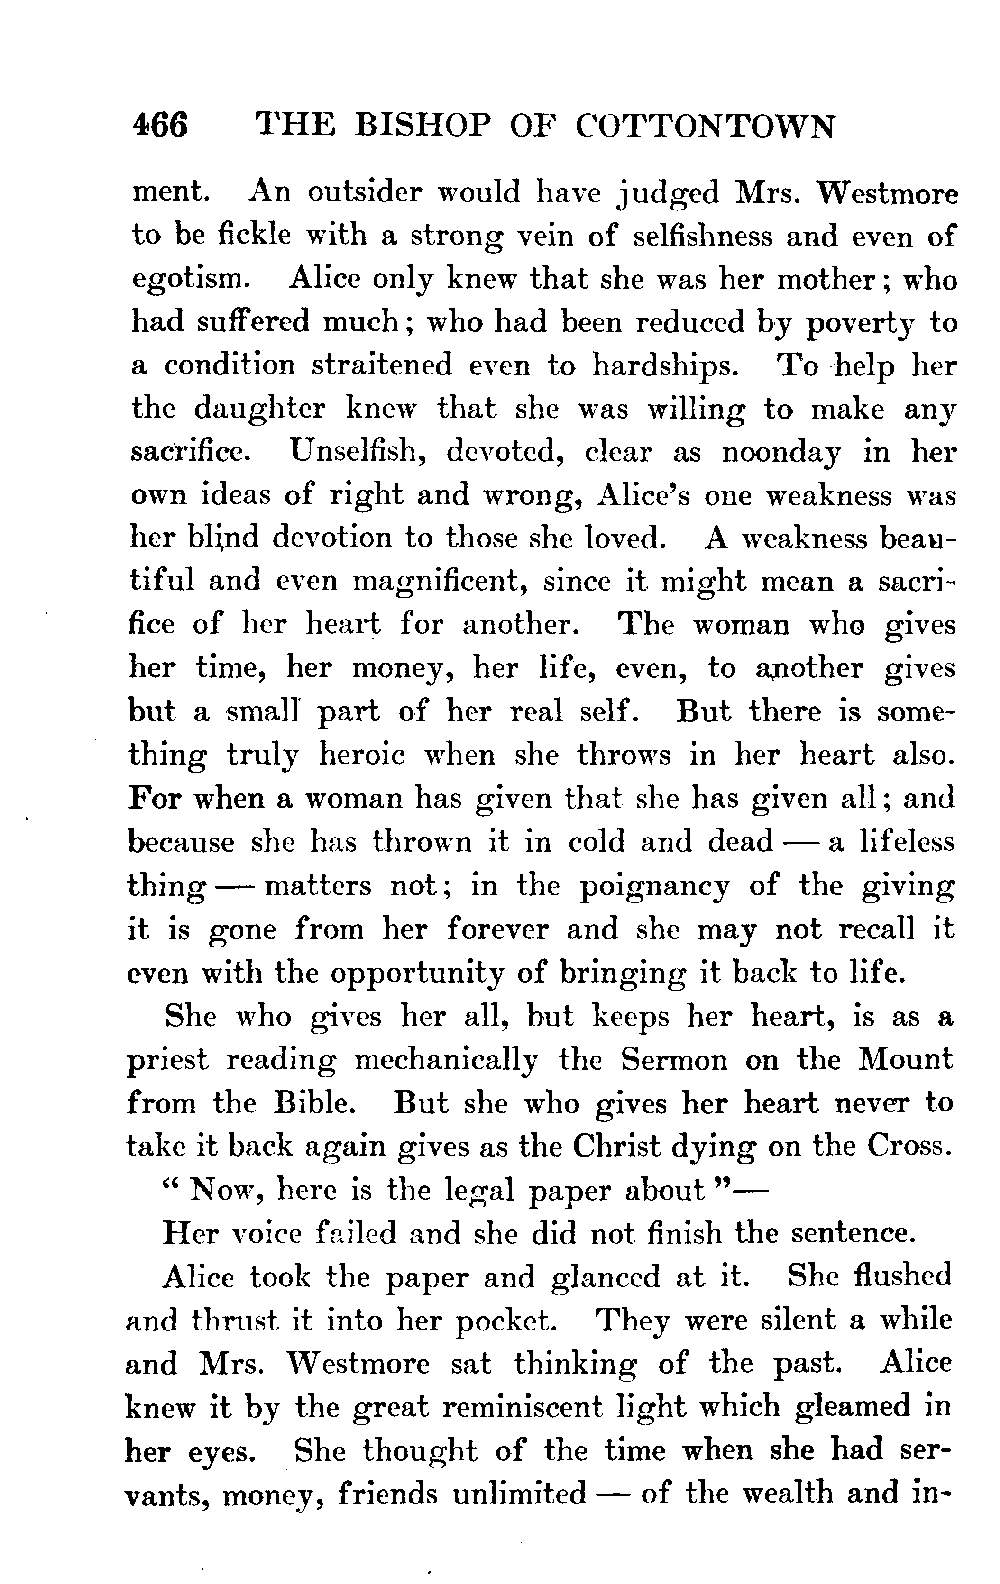 466 THE BISHOP OF COTTONTOWN
ment. An outsider would have judged Mrs. Westmore
to be fickle with a strong vein of selfishness and even of
egotism. Alice only knew that she was her mother; who
had suffered much; who had been reduced by poverty to
a condition straitened even to hardships. To help her
the daughter knew that she was willing to make any
sacrifice. Unselfish, devoted, clear as noonday in her
own ideas of right and wrong, Alice's one weakness was
her blind devotion to those she loved. A weakness beau-
tiful and even magnificent, since it might mean a sacri-
fice of her heart for another. The woman who gives
her time, her money, her life, even, to another gives
but a small part of her real self. But there is some-
thing truly heroic when she throws in her heart also.
For when a woman has given that she has given all; and
because she has thrown it in cold and dead — a lifeless
thing — matters not; in the poignancy of the giving
it is gone from her forever and she may not recall it
even with the opportunity of bringing it back to life.
She who gives her all, but keeps her heart, is as a
priest reading mechanically the Sermon on the Mount
from the Bible. But she who gives her heart never to
take it back again gives as the Christ dying on the Cross.
“ Now, here is the legal paper about ”—
Her voice failed and she did not finish the sentence.
Alice took the paper and glanced at it. She flushed
and thrust it into her pocket. They were silent a while
and Mrs. Westmore sat thinking of the past. Alice
knew it by the great reminiscent light which gleamed in
her eyes. She thought of the time when she had ser-
vants, money, friends unlimited — of the wealth and in-